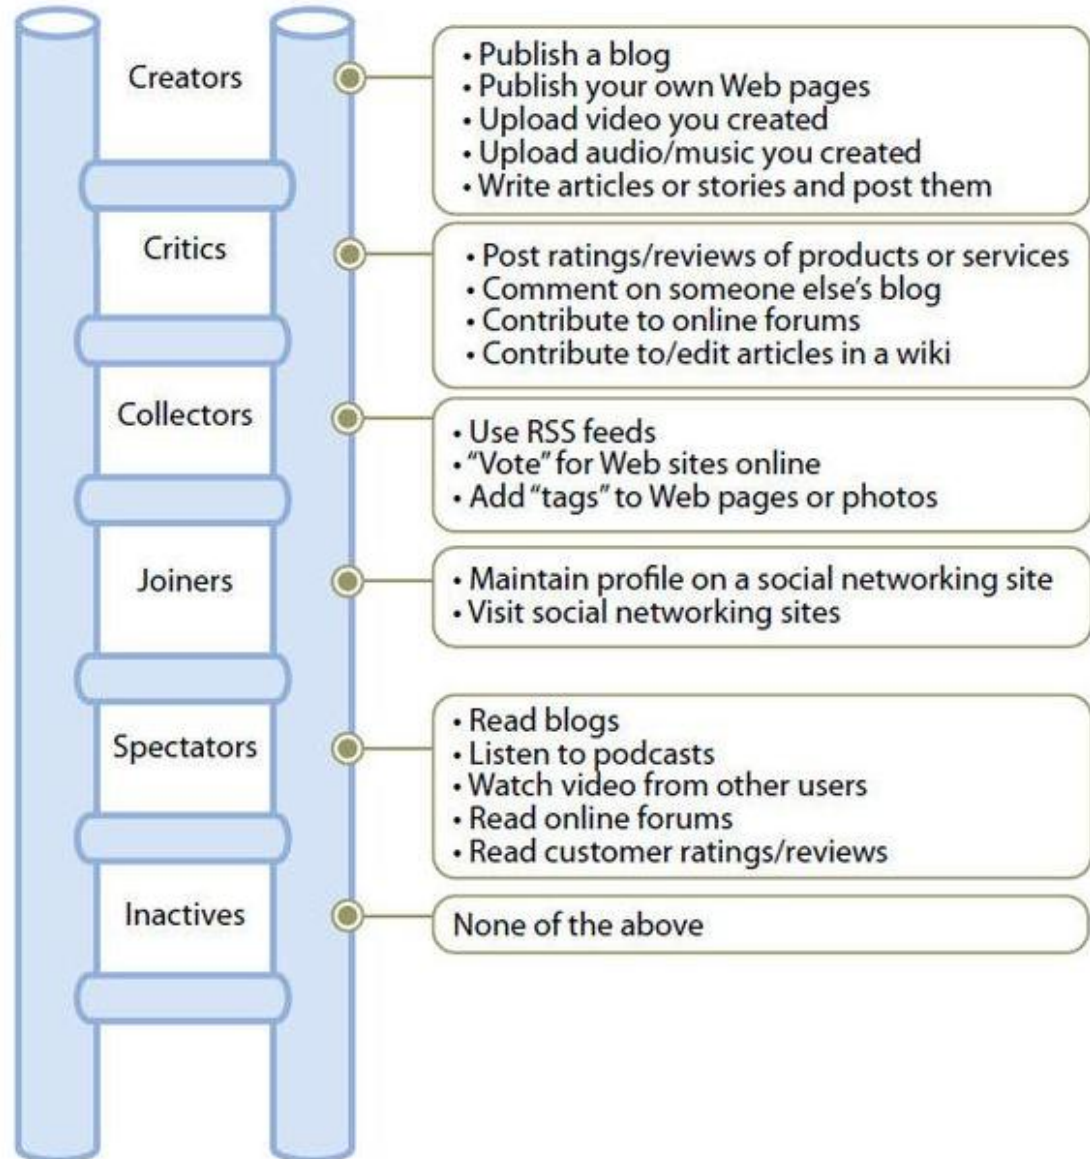 Creators
• Publish a blog
• Publish your own Web pages
• Upload video you created
• Upload audio/music you created
• Write articles or stories and post them
Critics
• Post ratings/reviews of products or services
• Comment on someone else’s blog
• Contribute to online forums
• Contribute to/edit articles in a wiki
Collectors
• Use RSS feeds
• “Vote” for Web sites online
• Add “tags” to Web pages or photos
Joiners
• Maintain profile on a social networking site
• Visit social networking sites
Spectators
• Read blogs
• Listen to podcasts
• Watch video from other users
• Read online forums
• Read customer ratings/reviews
Inactives
None of the above